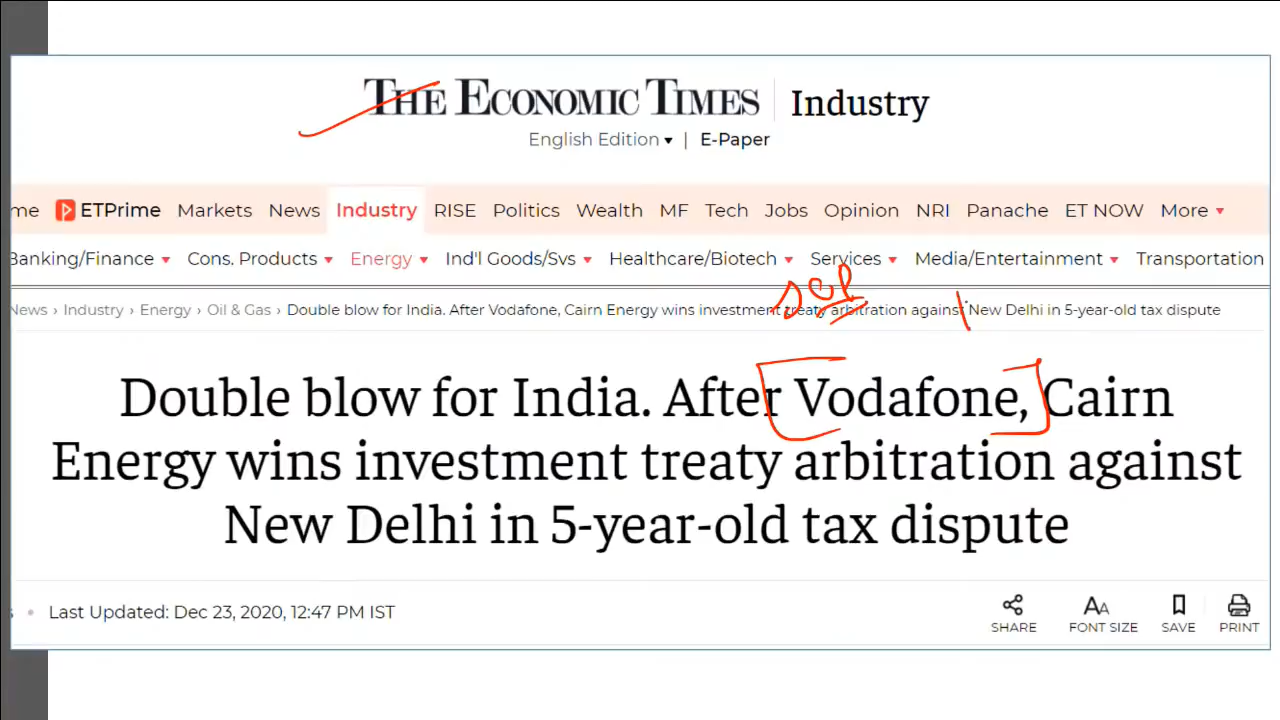 THE ECONOMIC TIMES | Industry
English Edition ▾ | E-Paper
me ETPrime Markets News Industry RISE Politics Wealth MF Tech Jobs Opinion NRI Panache ET NOW More ▾
Banking/Finance ▾ Cons. Products ▾ Energy ▾ Ind'l Goods/Svs ▾ Healthcare/Biotech ▾ Services ▾ Media/Entertainment ▾ Transportation
News › Industry › Energy › Oil & Gas › Double blow for India. After Vodafone, Cairn Energy wins investment treaty arbitration against New Delhi in 5-year-old tax dispute
Double blow for India. After Vodafone, Cairn
Energy wins investment treaty arbitration against
New Delhi in 5-year-old tax dispute
s • Last Updated: Dec 23, 2020, 12:47 PM IST
SHARE FONT SIZE SAVE PRINT